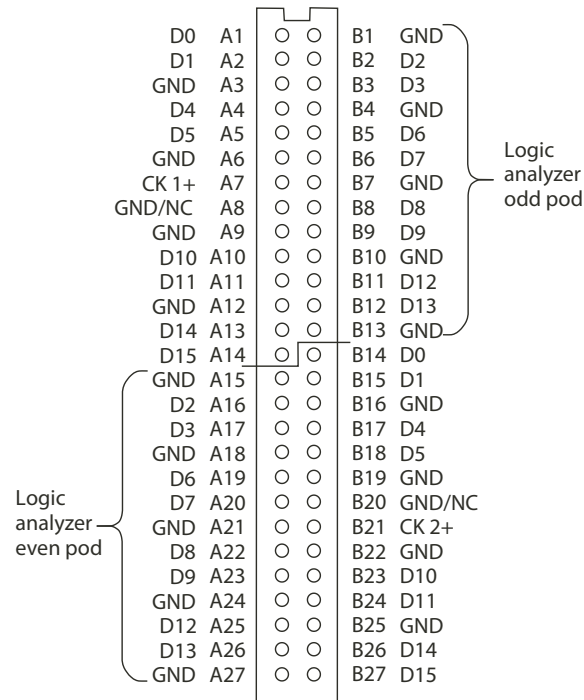 D0 A1 B1 GND
D1 A2 B2 D2
GND A3 B3 D3
D4 A4 B4 GND
D5 A5 B5 D6
GND A6 B6 D7
CK 1+ A7 B7 GND
GND/NC A8 B8 D8
GND A9 B9 D9
D10 A10 B10 GND
D11 A11 B11 D12
GND A12 B12 D13
D14 A13 B13 GND
D15 A14 B14 D0
GND A15 B15 D1
D2 A16 B16 GND
D3 A17 B17 D4
GND A18 B18 D5
D6 A19 B19 GND
D7 A20 B20 GND/NC
GND A21 B21 CK 2+
D8 A22 B22 GND
D9 A23 B23 D10
GND A24 B24 D11
D12 A25 B25 GND
D13 A26 B26 D14
GND A27 B27 D15
Logic
analyzer
odd pod
Logic
analyzer
even pod